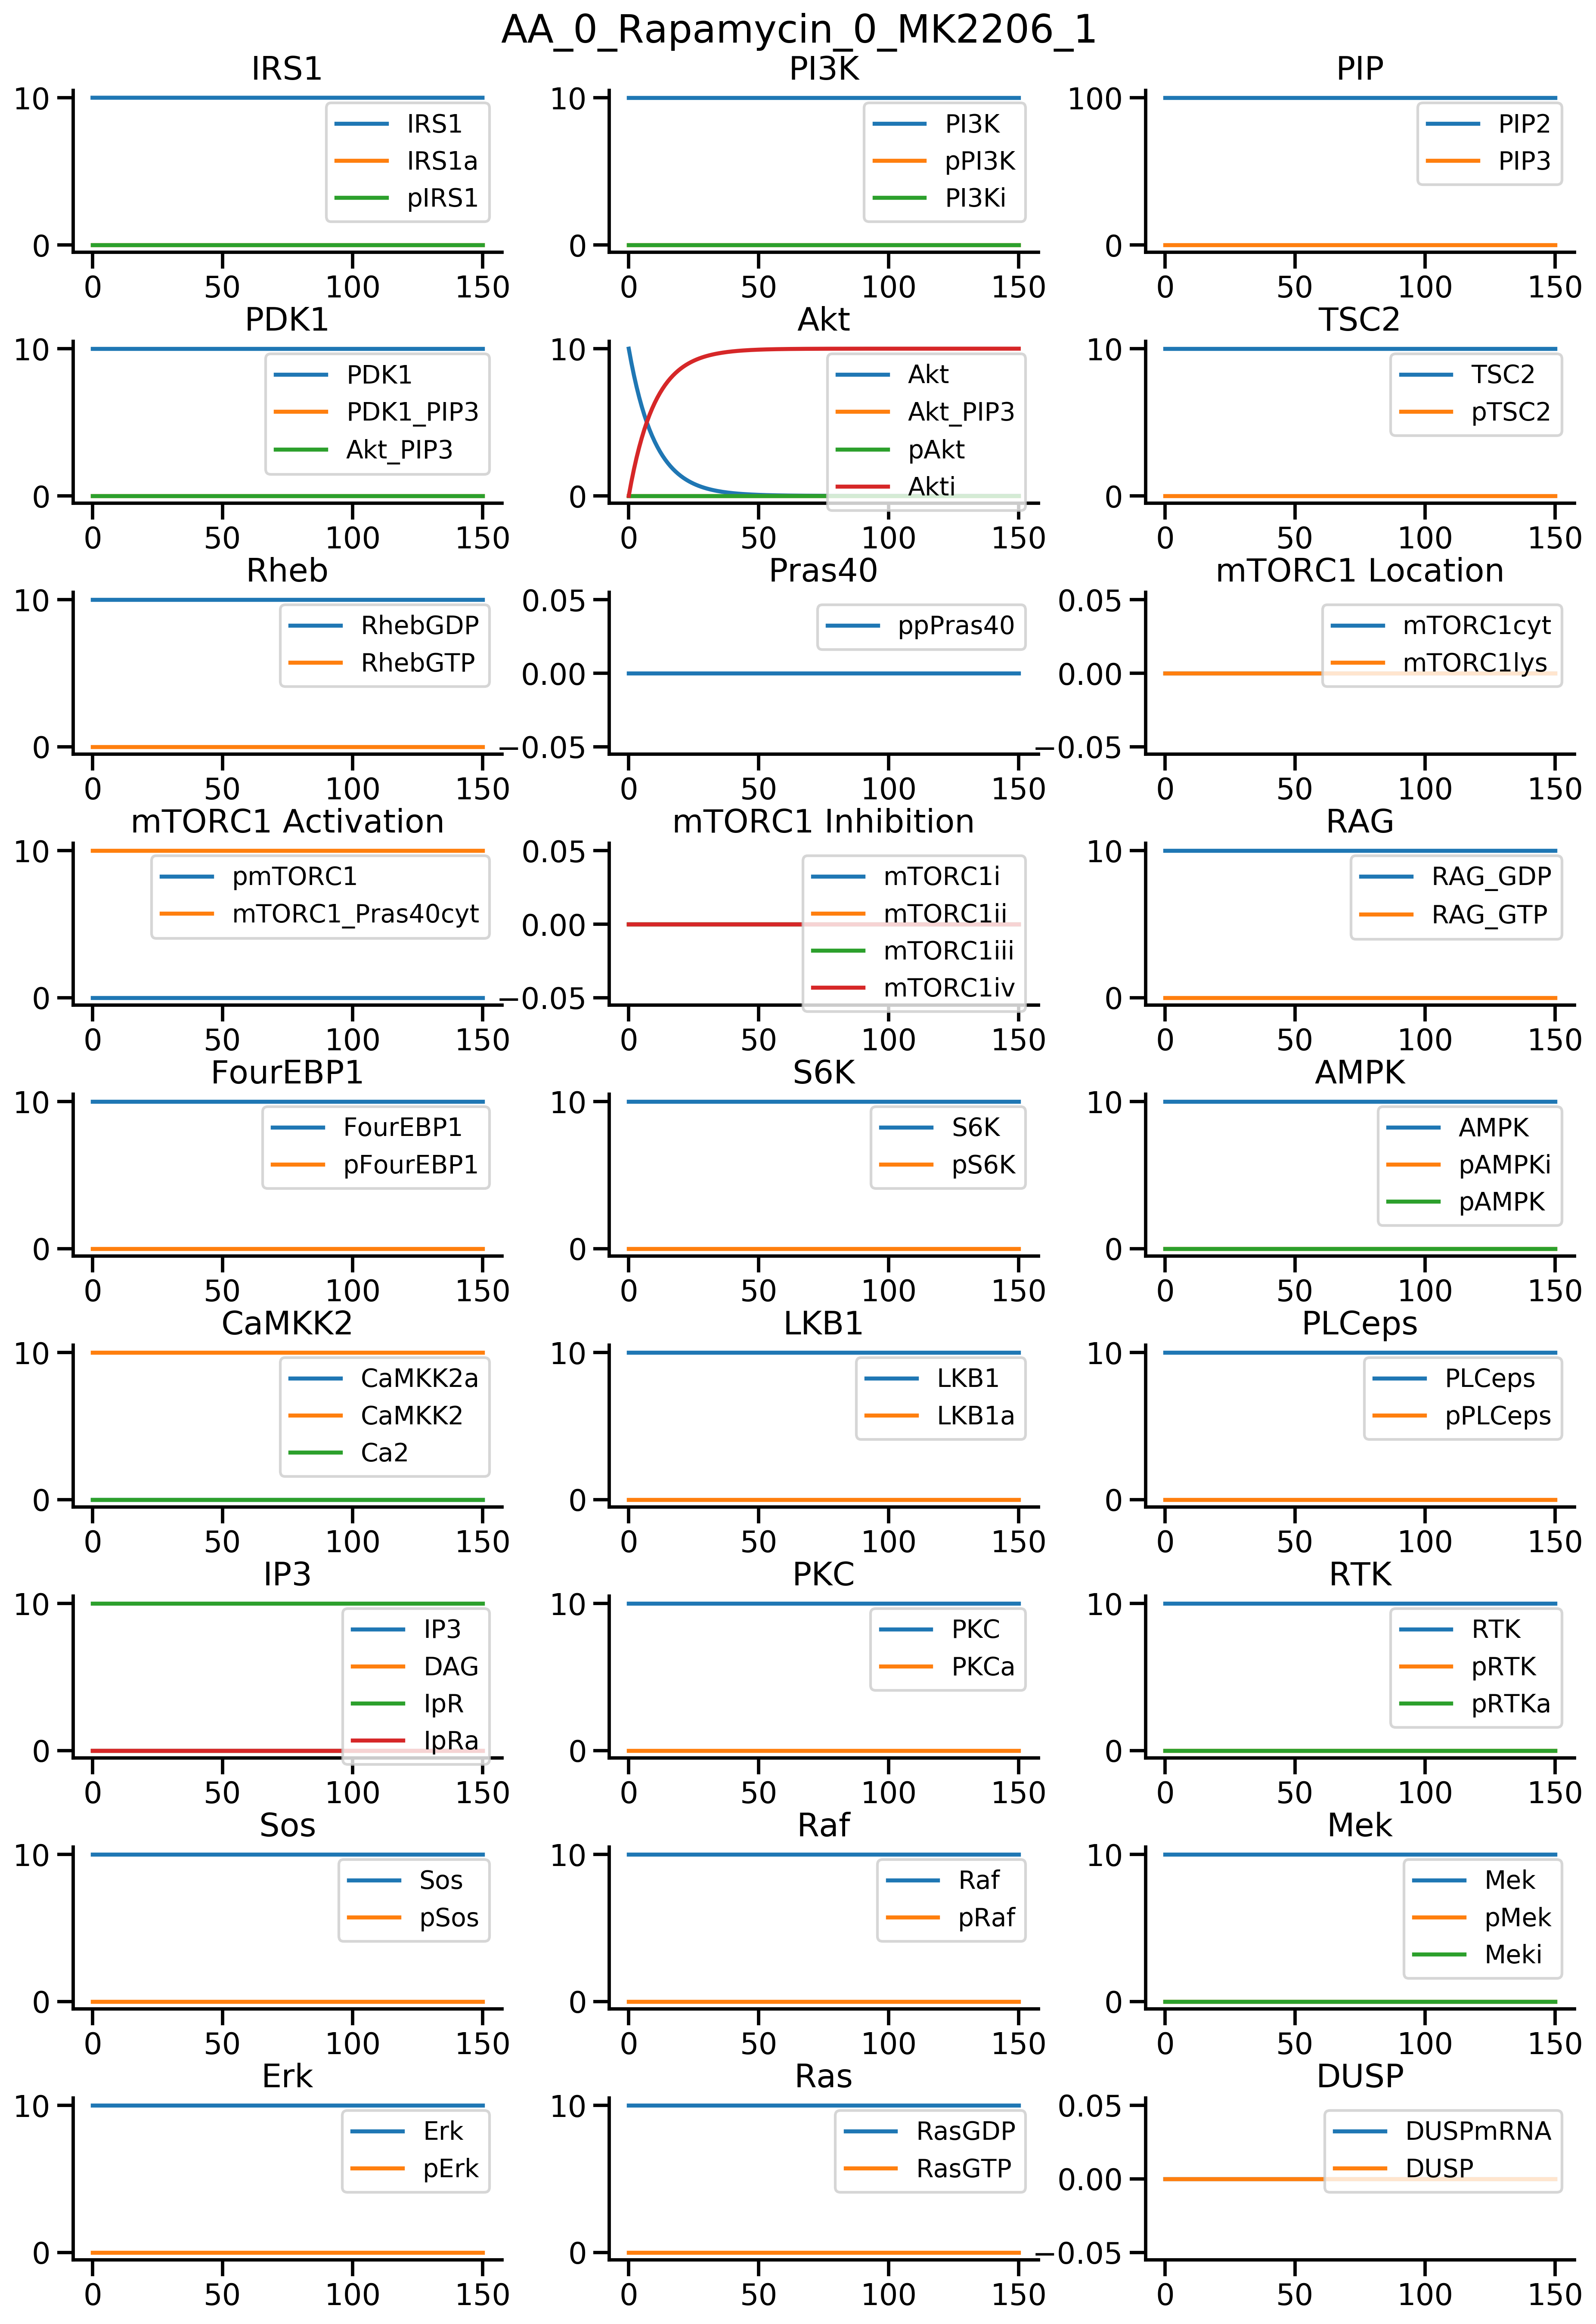 AA_0_Rapamycin_0_MK2206_1
IRS1
10
0
0 50 100 150
IRS1
IRS1a
pIRS1
PI3K
10
0
0 50 100 150
PI3K
pPI3K
PI3Ki
PIP
100
0
0 50 100 150
PIP2
PIP3
PDK1
10
0
0 50 100 150
PDK1
PDK1_PIP3
Akt_PIP3
Akt
10
0
0 50 100 150
Akt
Akt_PIP3
pAkt
Akti
TSC2
10
0
0 50 100 150
TSC2
pTSC2
Rheb
10
0
0 50 100 150
RhebGDP
RhebGTP
Pras40
0.05
0.00
−0.05
0 50 100 150
ppPras40
mTORC1 Location
0.05
0.00
−0.05
0 50 100 150
mTORC1cyt
mTORC1lys
mTORC1 Activation
10
0
0 50 100 150
pmTORC1
mTORC1_Pras40cyt
mTORC1 Inhibition
0.05
0.00
−0.05
0 50 100 150
mTORC1i
mTORC1ii
mTORC1iii
mTORC1iv
RAG
10
0
0 50 100 150
RAG_GDP
RAG_GTP
FourEBP1
10
0
0 50 100 150
FourEBP1
pFourEBP1
S6K
10
0
0 50 100 150
S6K
pS6K
AMPK
10
0
0 50 100 150
AMPK
pAMPKi
pAMPK
CaMKK2
10
0
0 50 100 150
CaMKK2a
CaMKK2
Ca2
LKB1
10
0
0 50 100 150
LKB1
LKB1a
PLCeps
10
0
0 50 100 150
PLCeps
pPLCeps
IP3
10
0
0 50 100 150
IP3
DAG
IpR
IpRa
PKC
10
0
0 50 100 150
PKC
PKCa
RTK
10
0
0 50 100 150
RTK
pRTK
pRTKa
Sos
10
0
0 50 100 150
Sos
pSos
Raf
10
0
0 50 100 150
Raf
pRaf
Mek
10
0
0 50 100 150
Mek
pMek
Meki
Erk
10
0
0 50 100 150
Erk
pErk
Ras
10
0
0 50 100 150
RasGDP
RasGTP
DUSP
0.05
0.00
−0.05
0 50 100 150
DUSPmRNA
DUSP